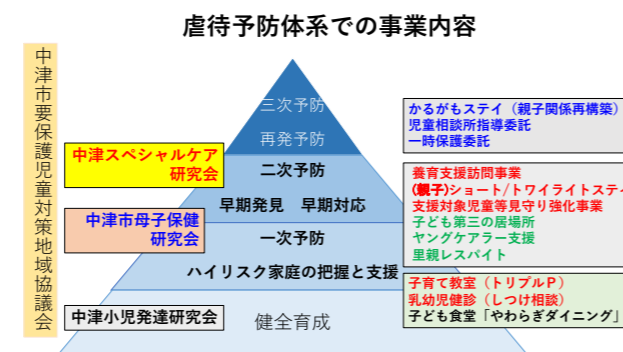 虐待予防体系での事業内容
中津市要保護児童対策地域協議会
三次予防
再発予防
かるがもステイ（親子関係再構築）
児童相談所指導委託
一時保護委託
中津スペシャルケア
研究会
二次予防
早期発見　早期対応
養育支援訪問事業
(親子)ショート/トワイライトステイ
支援対象児童等見守り強化事業
子ども第三の居場所
ヤングケアラー支援
里親レスパイト
中津市母子保健
研究会
一次予防
ハイリスク家庭の把握と支援
子育て教室（トリプルP）
乳幼児健診（しつけ相談）
子ども食堂「やわらぎダイニング」
中津小児発達研究会
健全育成